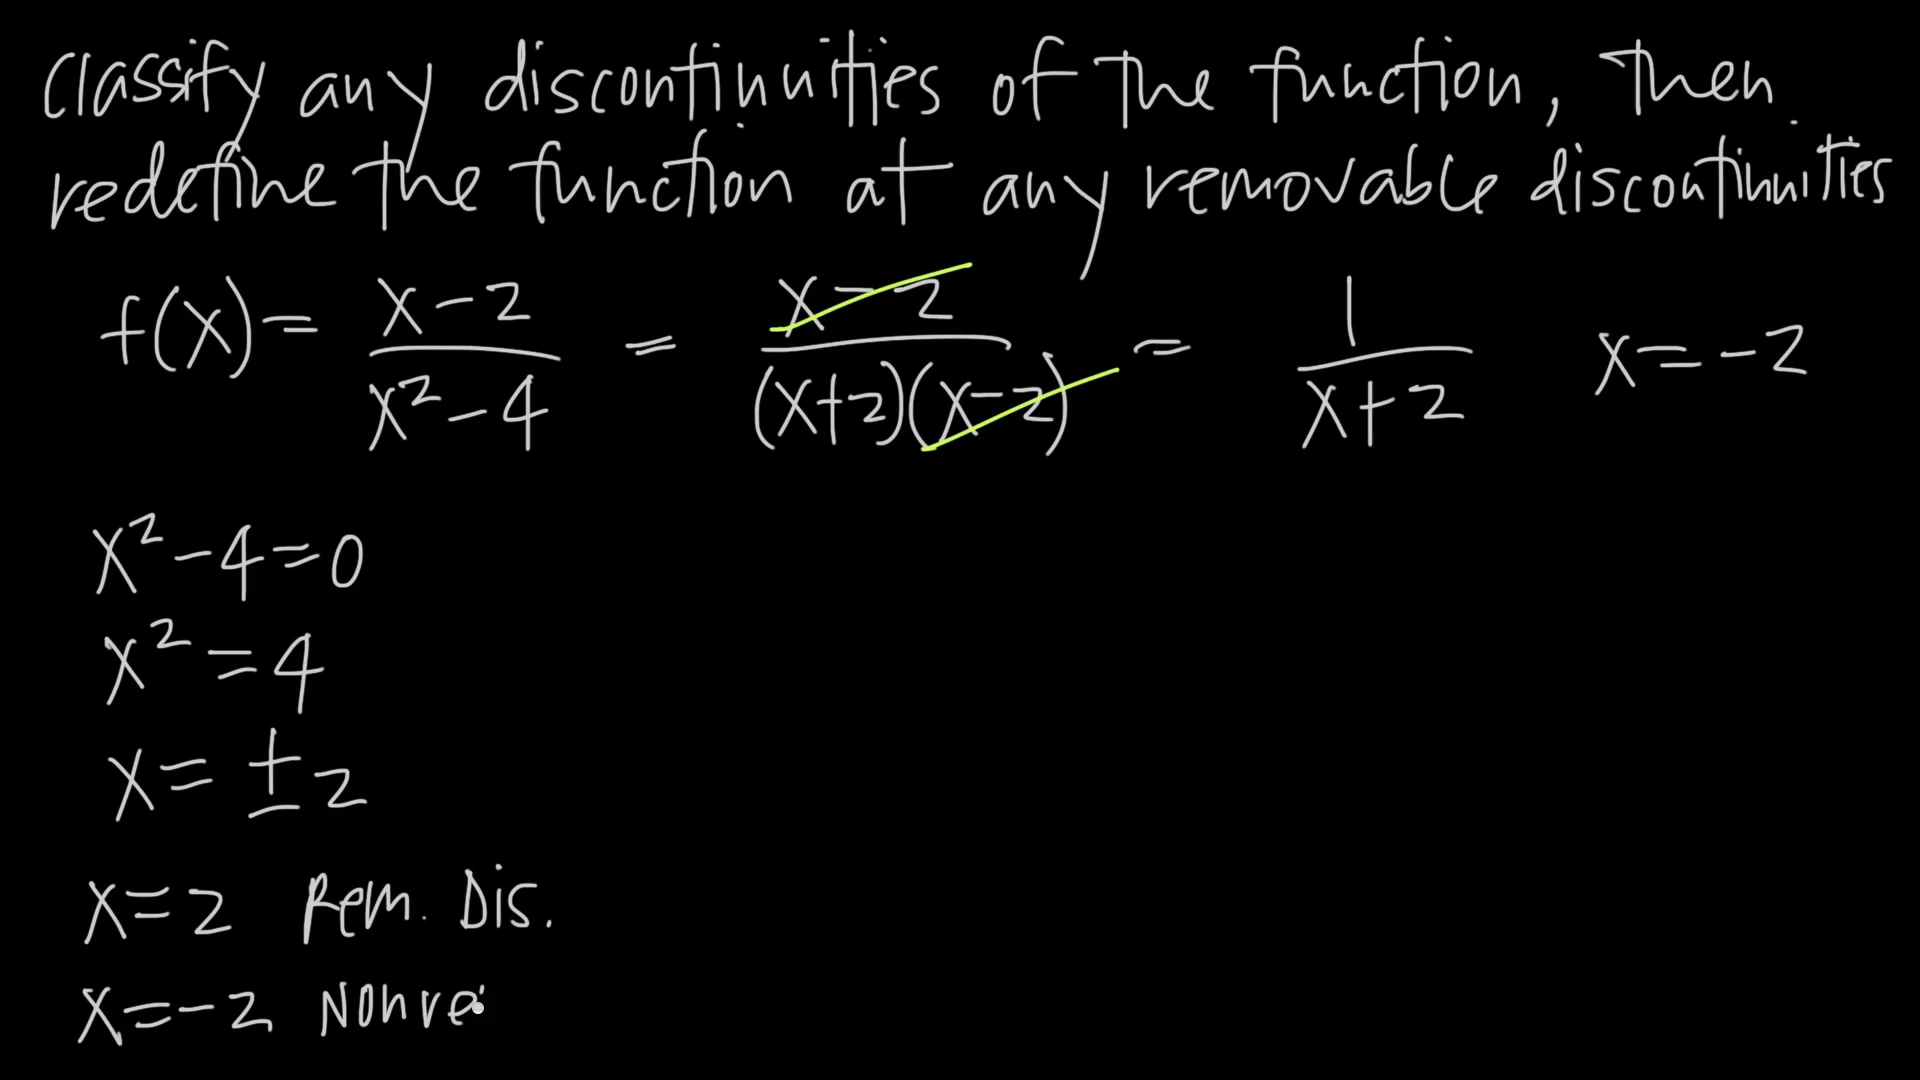 Classify any discontinuities of the function, then
redefine the function at any removable discontinuities
f(x) = x-2 / x²-4 = x-2 / (x+2)(x-2) = 1 / x+2 x=-2
x²-4=0
x²=4
x=±2
x=2 Rem. Dis.
x=-2 Nonre